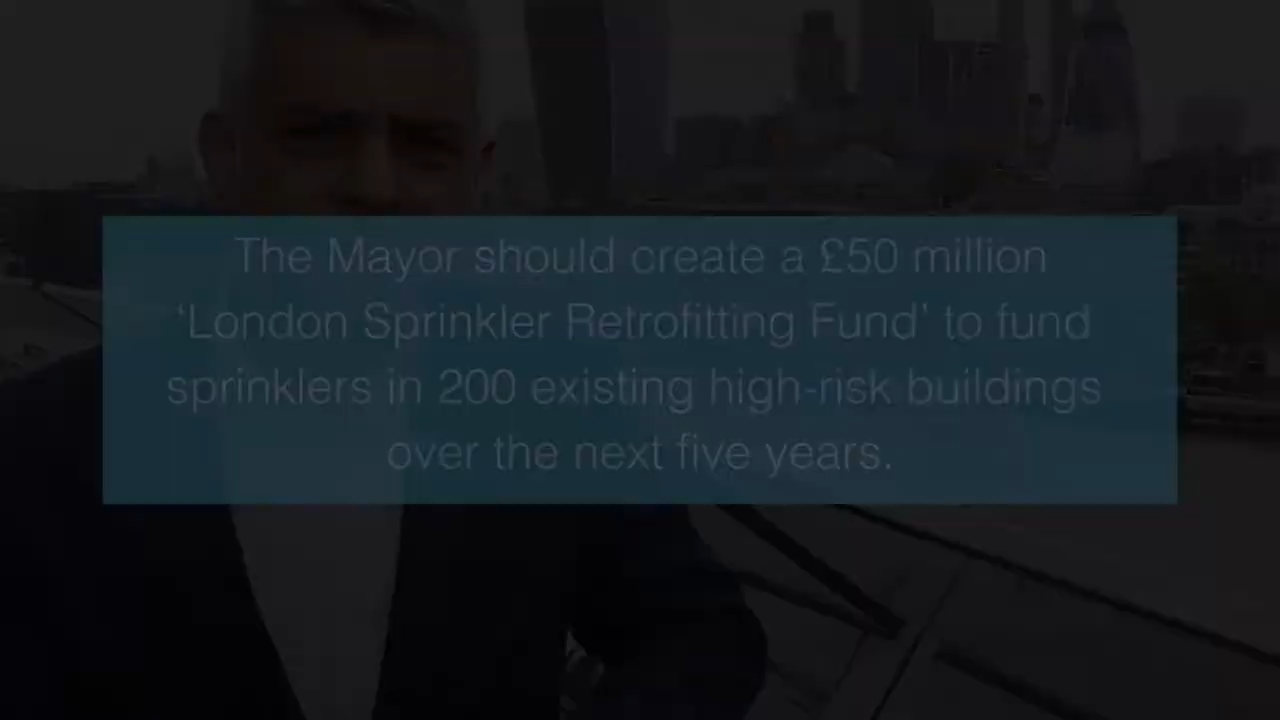 The Mayor should create a £50 million
‘London Sprinkler Retrofitting Fund’ to fund
sprinklers in 200 existing high-risk buildings
over the next five years.